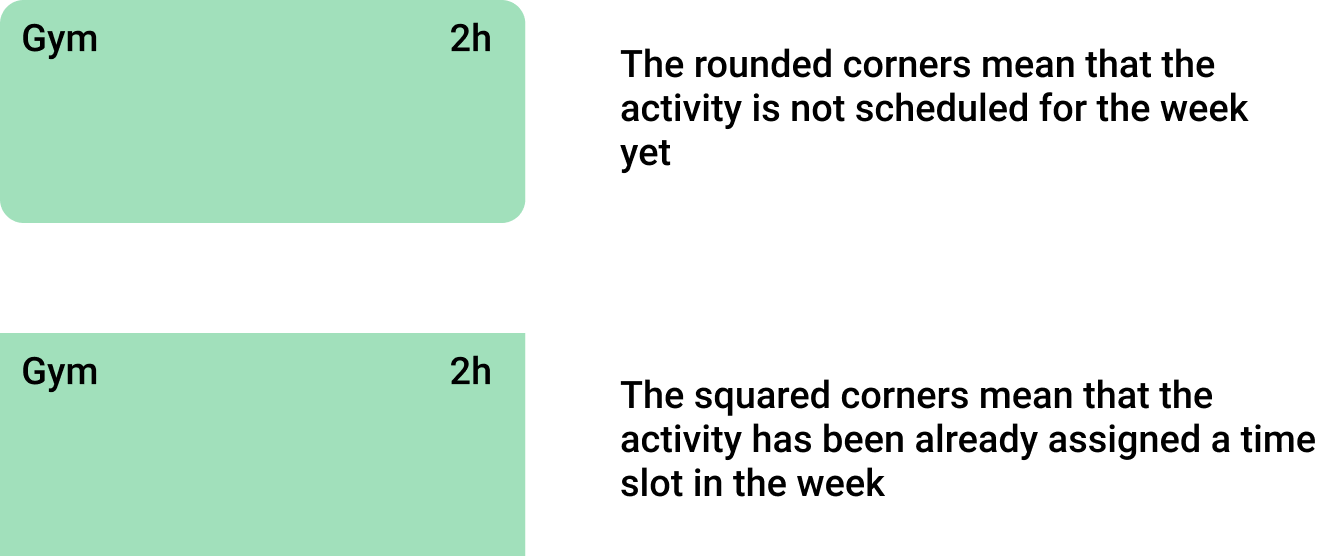 Gym 2h
The rounded corners mean that the
activity is not scheduled for the week
yet
Gym 2h
The squared corners mean that the
activity has been already assigned a time
slot in the week